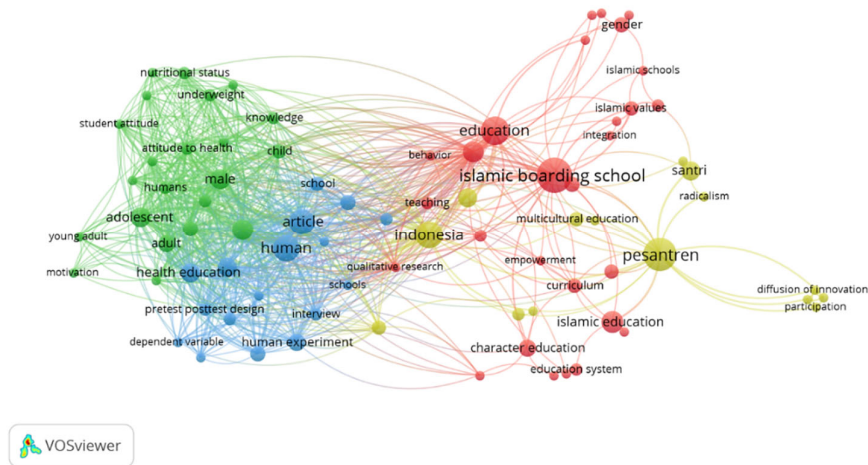 gender
nutritional status
islamic schools
underweight
islamic values
knowledge
student attitude
education
integration
attitude to health
child
behavior
islamic boarding school
santri
humans
male
school
radicalism
teaching
adolescent
article
multicultural education
young adult
adult
human
indonesia
pesantren
motivation
health education
qualitative research
empowerment
schools
curriculum
diffusion of innovation
pretest posttest design
interview
participation
islamic education
dependent variable
human experiment
character education
education system
VOSviewer